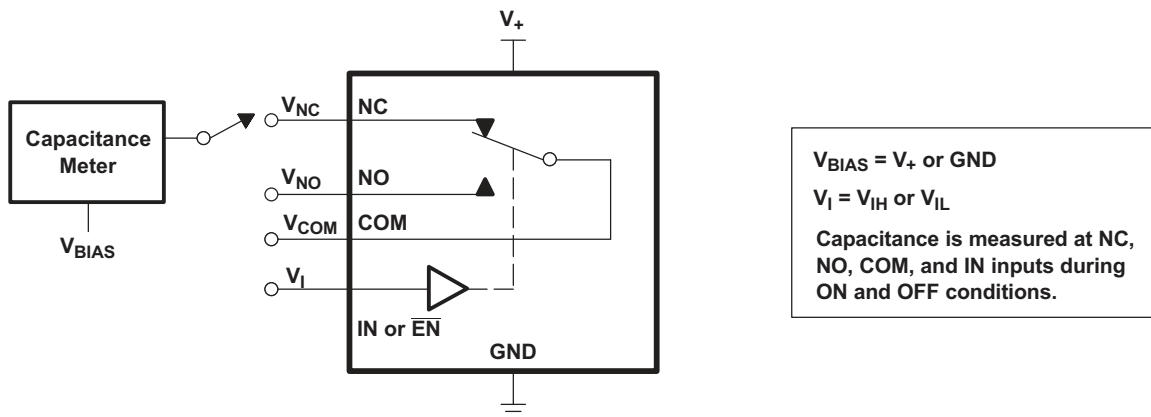 V+
Capacitance
Meter
VBIAS
VNC
NC
VNO
NO
VCOM
COM
VI
IN or E̅N̅
GND
VBIAS = V+ or GND
VI = VIH or VIL
Capacitance is measured at NC,
NO, COM, and IN inputs during
ON and OFF conditions.